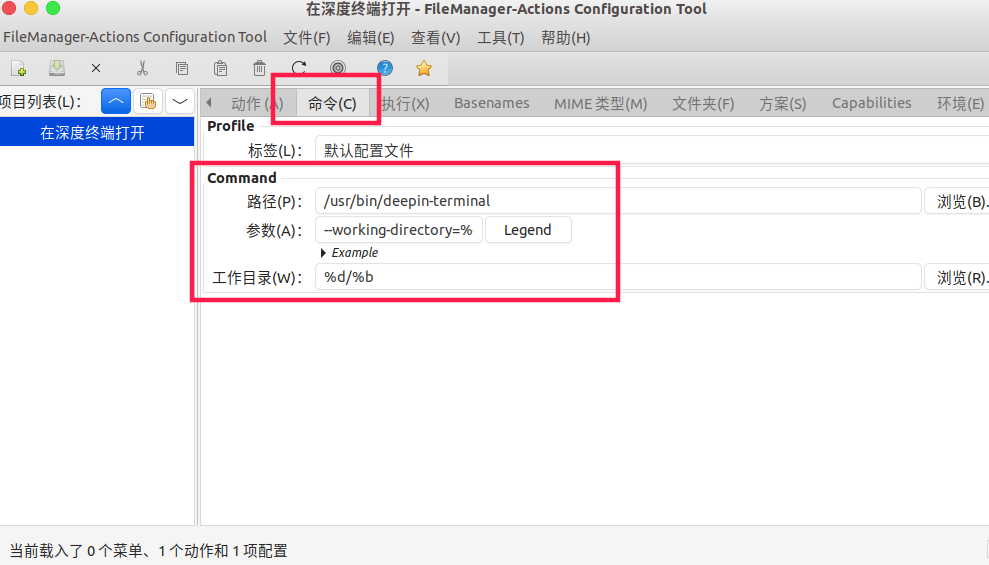 在深度终端打开 - FileManager-Actions Configuration Tool
FileManager-Actions Configuration Tool 文件(F) 编辑(E) 查看(V) 工具(T) 帮助(H)
项目列表(L)： 动作 (A) 命令(C) 执行(X) Basenames MIME 类型(M) 文件夹(F) 方案(S) Capabilities 环境(E)
在深度终端打开
Profile
标签(L)： 默认配置文件
Command
路径(P)： /usr/bin/deepin-terminal 浏览(B).
参数(A)： --working-directory=% Legend
Example
工作目录(W)： %d/%b 浏览(R).
当前载入了 0 个菜单、1 个动作和 1 项配置